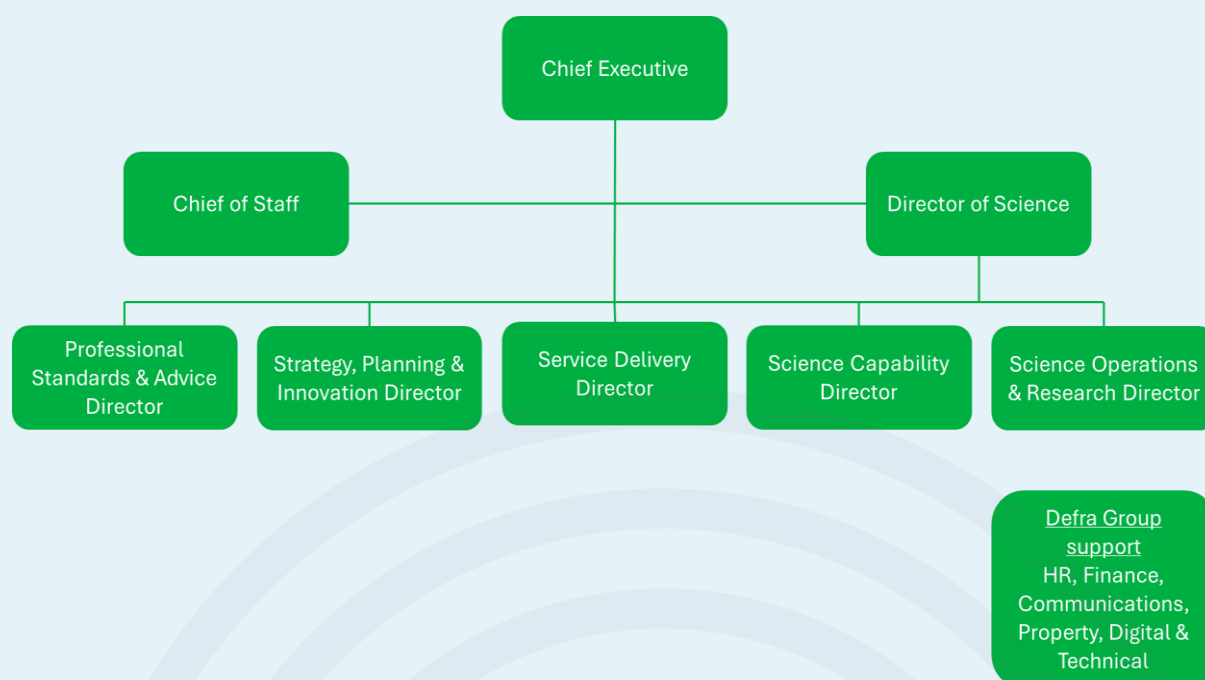 Chief Executive
Chief of Staff
Director of Science
Professional
Standards & Advice
Director
Strategy, Planning &
Innovation Director
Service Delivery
Director
Science Capability
Director
Science Operations
& Research Director
Defra Group
support
HR, Finance,
Communications,
Property, Digital &
Technical